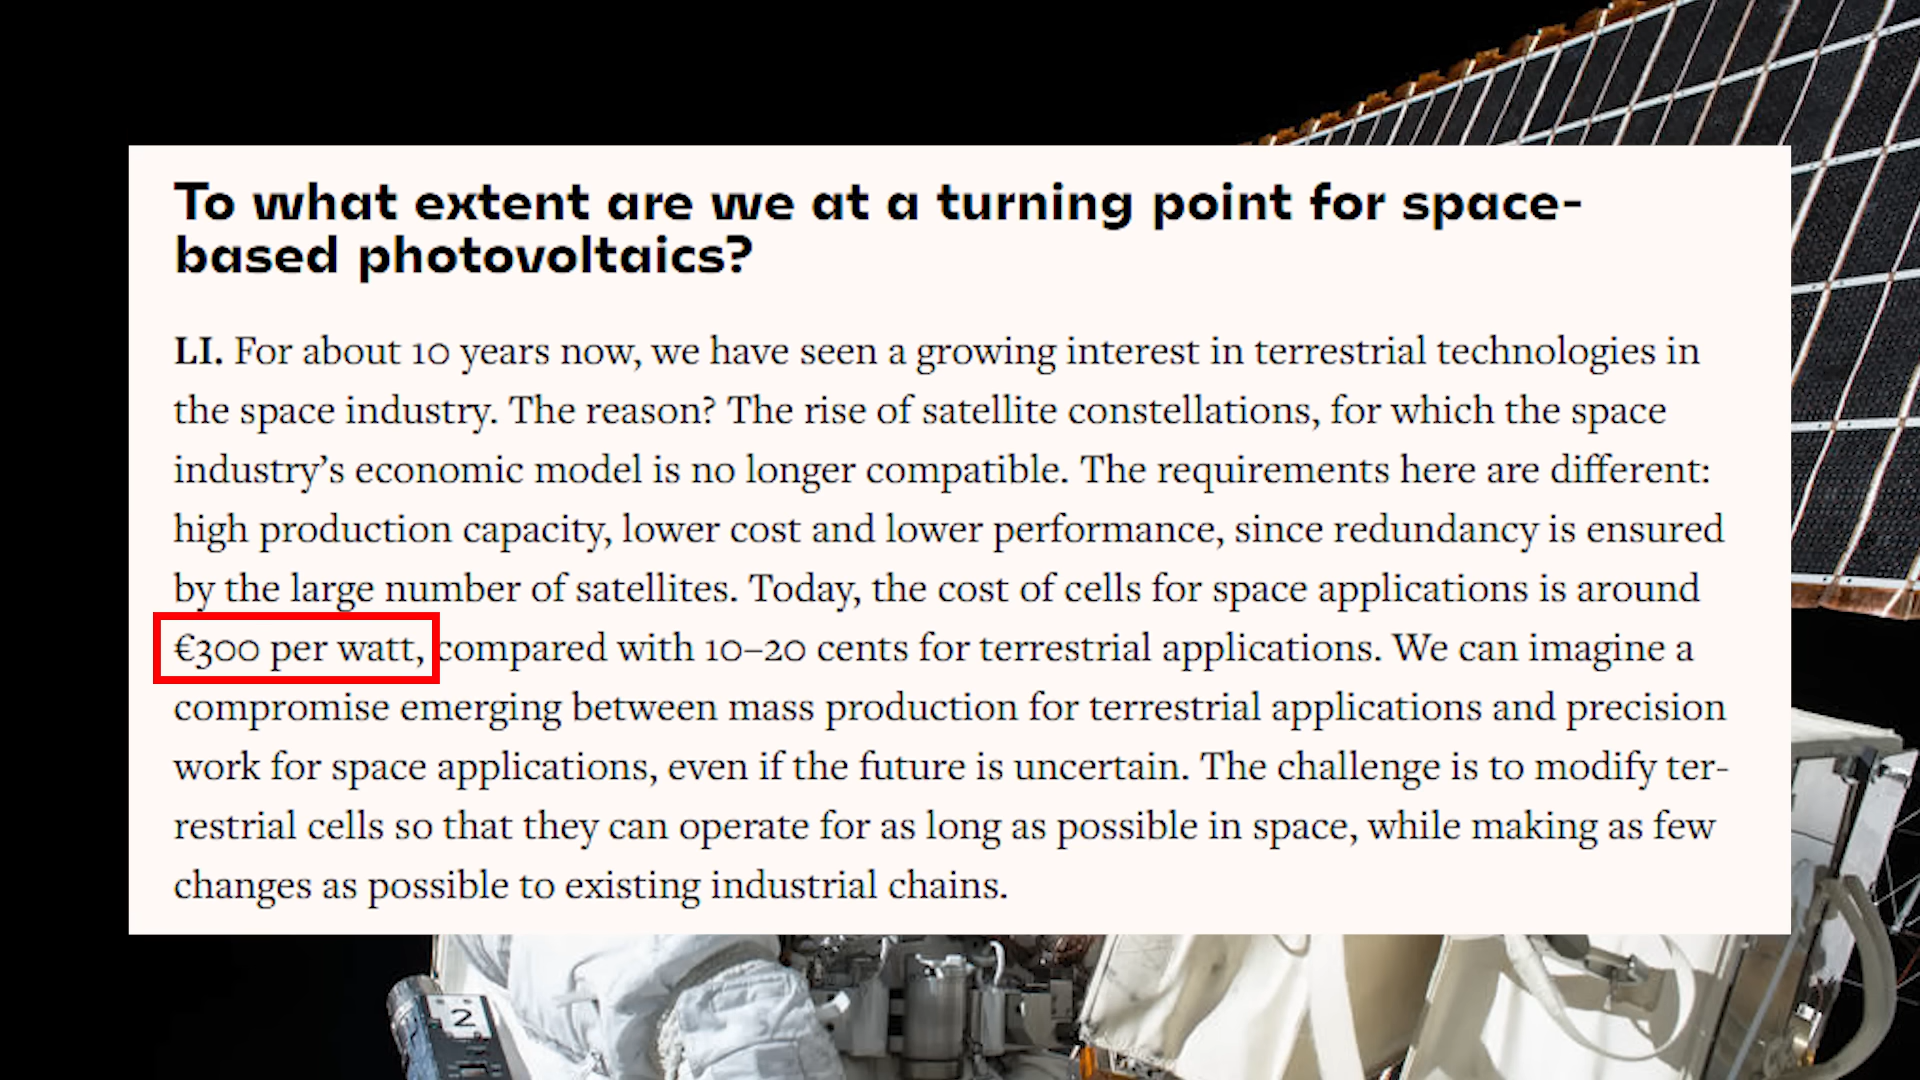 To what extent are we at a turning point for space-
based photovoltaics?
LI. For about 10 years now, we have seen a growing interest in terrestrial technologies in
the space industry. The reason? The rise of satellite constellations, for which the space
industry’s economic model is no longer compatible. The requirements here are different:
high production capacity, lower cost and lower performance, since redundancy is ensured
by the large number of satellites. Today, the cost of cells for space applications is around
€300 per watt, compared with 10–20 cents for terrestrial applications. We can imagine a
compromise emerging between mass production for terrestrial applications and precision
work for space applications, even if the future is uncertain. The challenge is to modify ter-
restrial cells so that they can operate for as long as possible in space, while making as few
changes as possible to existing industrial chains.
2